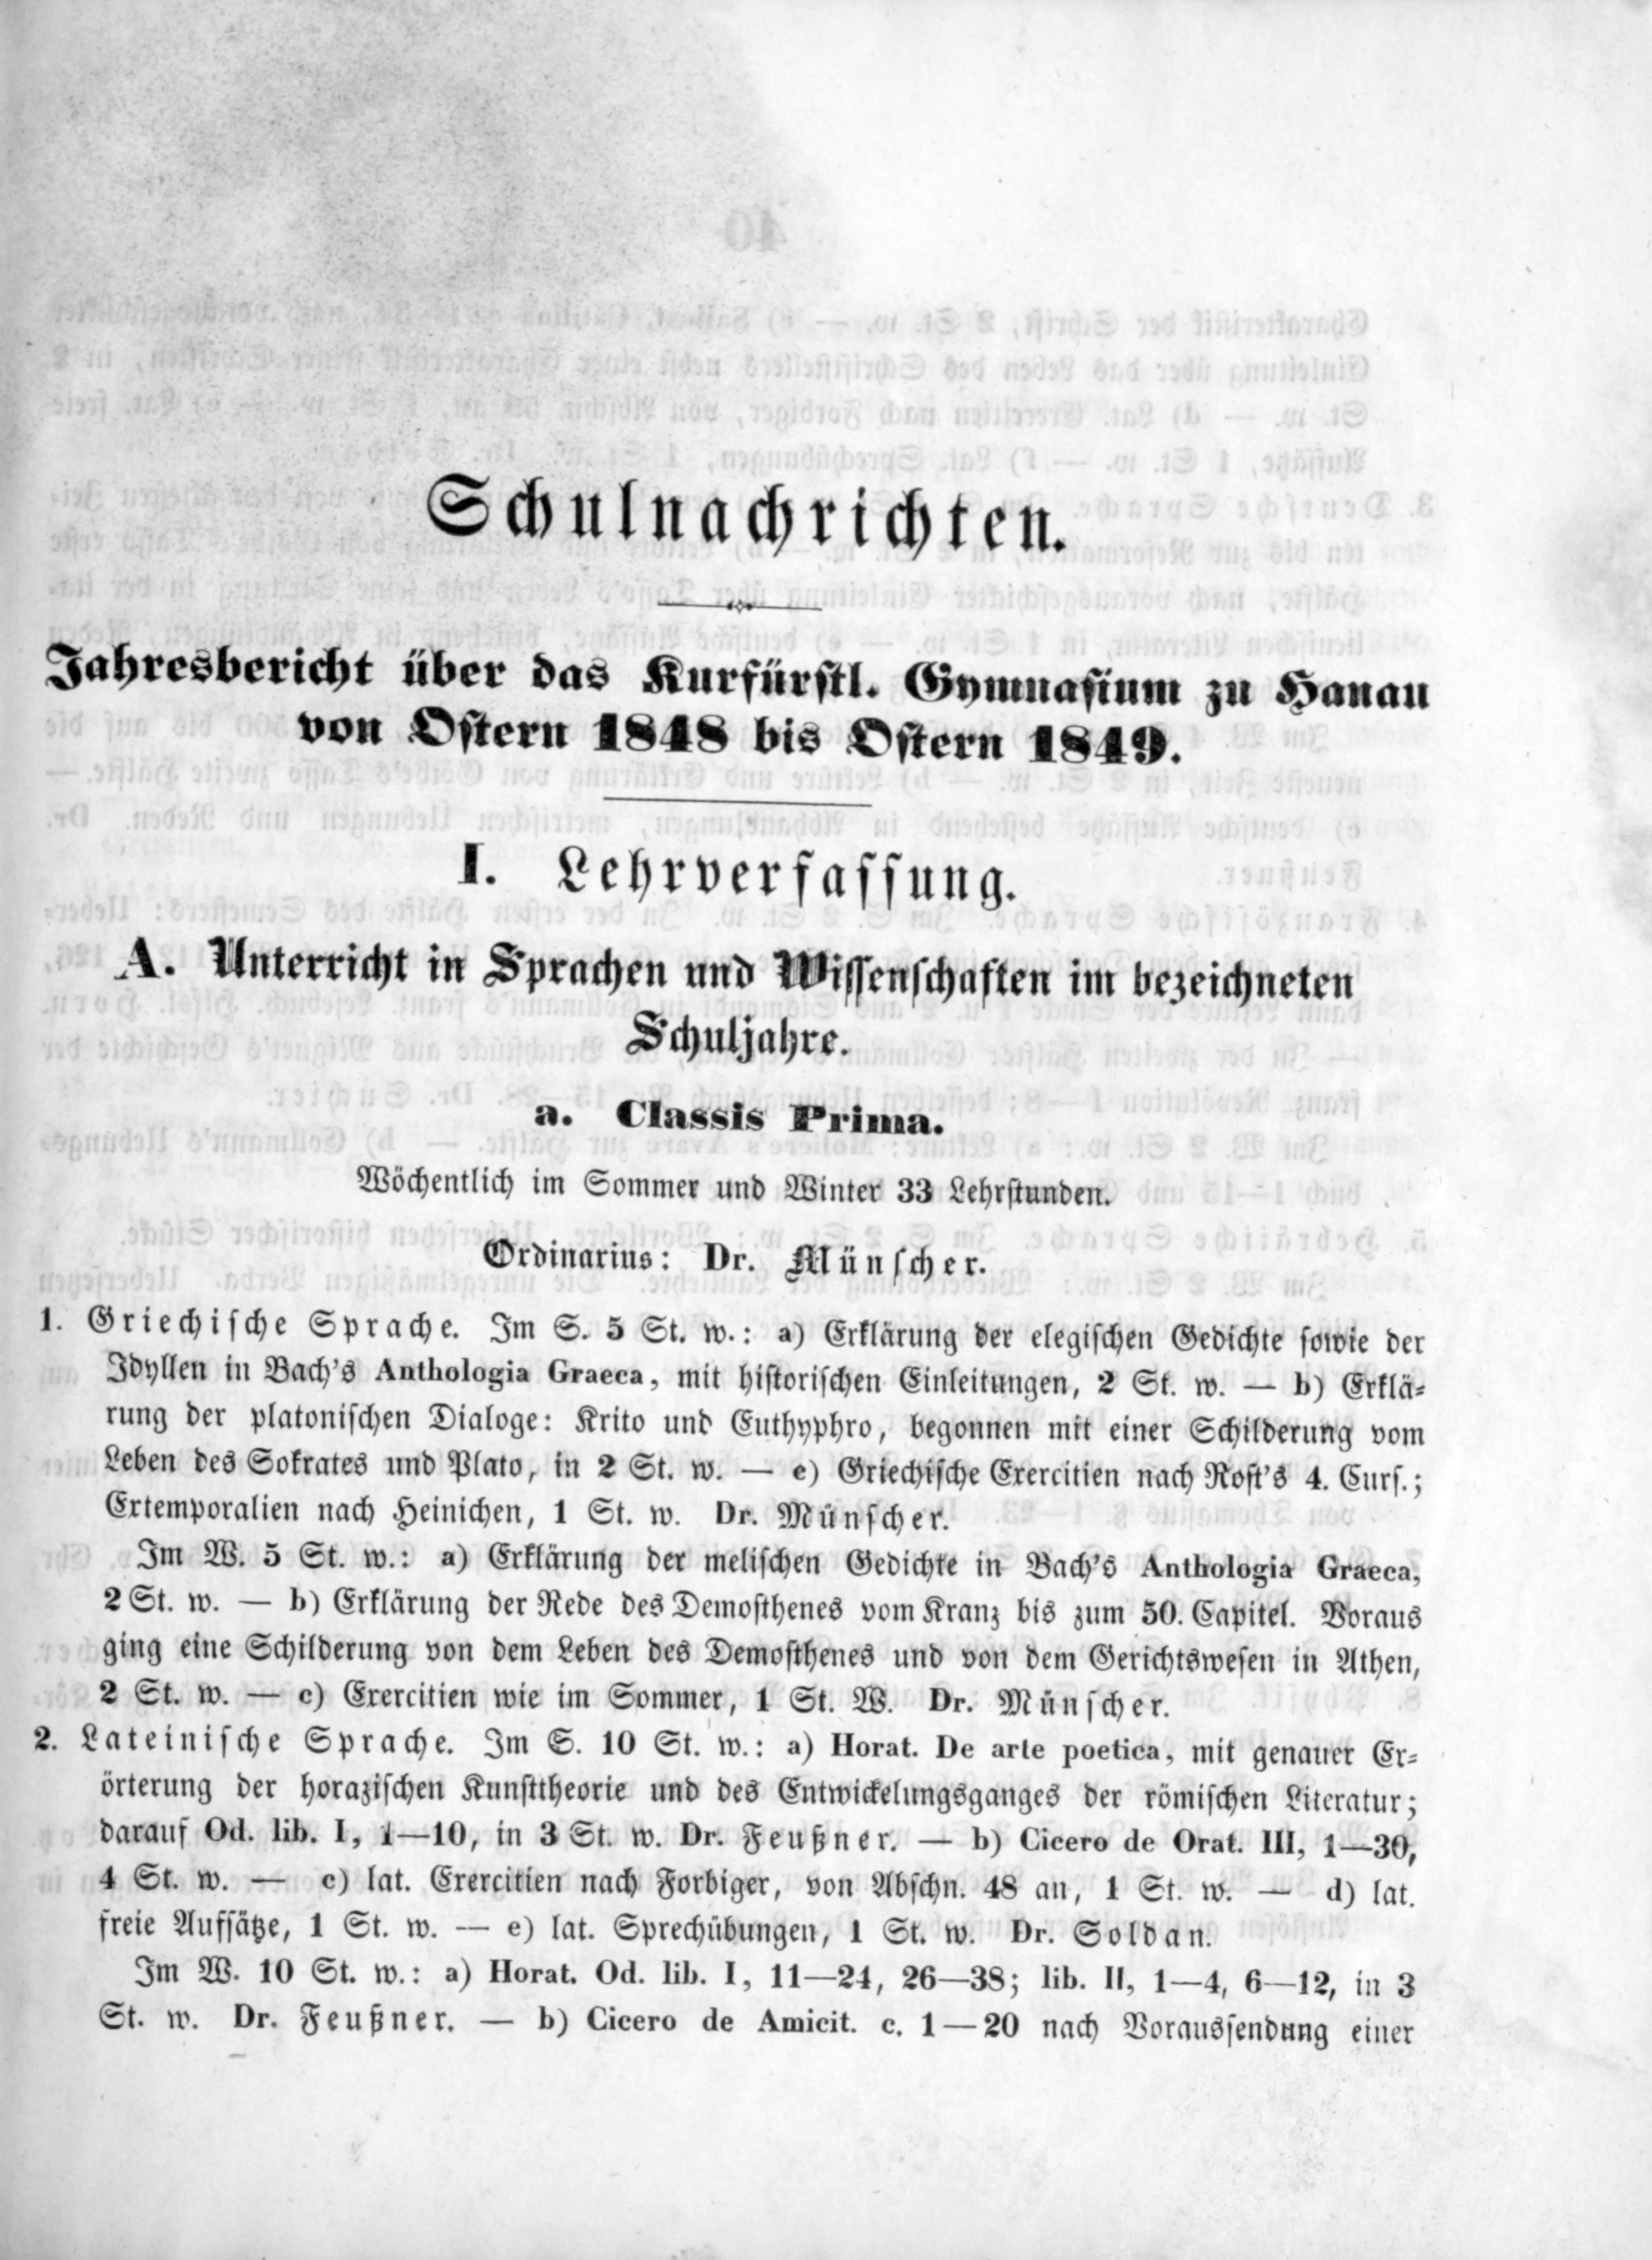 Schulnachrichten.
Jahresbericht über das Kurfürstl. Gymnasium zu Hanau
von Ostern 1848 bis Ostern 1849.
I. Lehrverfassung.
A. Unterricht in Sprachen und Wissenschaften im bezeichneten
Schuljahre.
a. Classis Prima.
Wöchentlich im Sommer und Winter 33 Lehrstunden.
Ordinarius: Dr. Münscher.
1. Griechische Sprache. Im S. 5 St. w.: a) Erklärung der elegischen Gedichte sowie der
Idyllen in Bach's Anthologia Graeca, mit historischen Einleitungen, 2 St. w. — b) Erklä-
rung der platonischen Dialoge: Krito und Euthyphro, begonnen mit einer Schilderung vom
Leben des Sokrates und Plato, in 2 St. w. — c) Griechische Exercitien nach Rost's 4. Curs.;
Extemporalien nach Heinichen, 1 St. w. Dr. Münscher.
Im W. 5 St. w.: a) Erklärung der melischen Gedichte in Bach's Anthologia Graeca,
2 St. w. — b) Erklärung der Rede des Demosthenes vom Kranz bis zum 50. Capitel. Voraus
ging eine Schilderung von dem Leben des Demosthenes und von dem Gerichtswesen in Athen,
2 St. w. — c) Exercitien wie im Sommer, 1 St. W. Dr. Münscher.
2. Lateinische Sprache. Im S. 10 St. w.: a) Horat. De arte poetica, mit genauer Er-
örterung der horazischen Kunsttheorie und des Entwickelungsganges der römischen Literatur;
darauf Od. lib. I, 1—10, in 3 St. w. Dr. Feußner. — b) Cicero de Orat. III, 1—30,
4 St. w. — c) lat. Exercitien nach Forbiger, von Abschn. 48 an, 1 St. w. — d) lat.
freie Aufsätze, 1 St. w. — e) lat. Sprechübungen, 1 St. w. Dr. Soldan.
Im W. 10 St. w.: a) Horat. Od. lib. I, 11—24, 26—38; lib. II, 1—4, 6—12, in 3
St. w. Dr. Feußner. — b) Cicero de Amicit. c. 1—20 nach Voraussendung einer